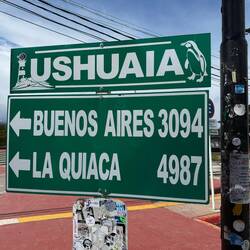 USHUAIA
BUENOS AIRES 3094
LA QUIACA 4987